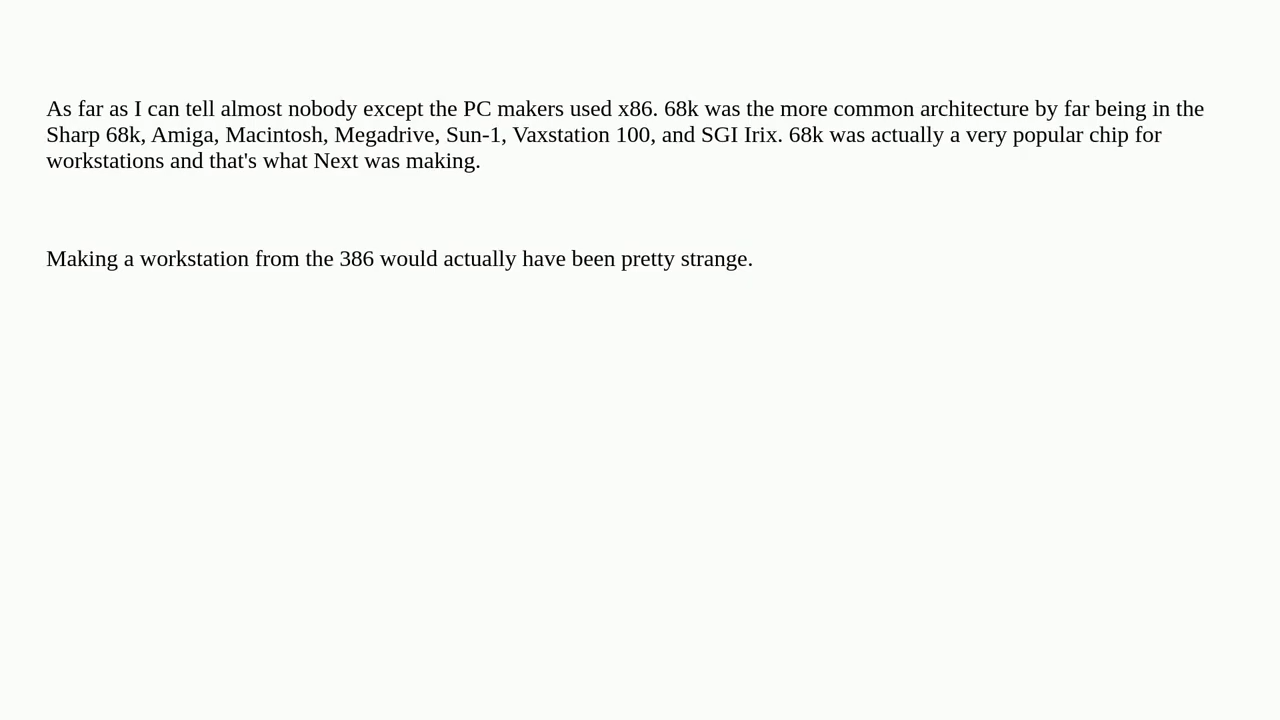 As far as I can tell almost nobody except the PC makers used x86. 68k was the more common architecture by far being in the
Sharp 68k, Amiga, Macintosh, Megadrive, Sun-1, Vaxstation 100, and SGI Irix. 68k was actually a very popular chip for
workstations and that's what Next was making.
Making a workstation from the 386 would actually have been pretty strange.